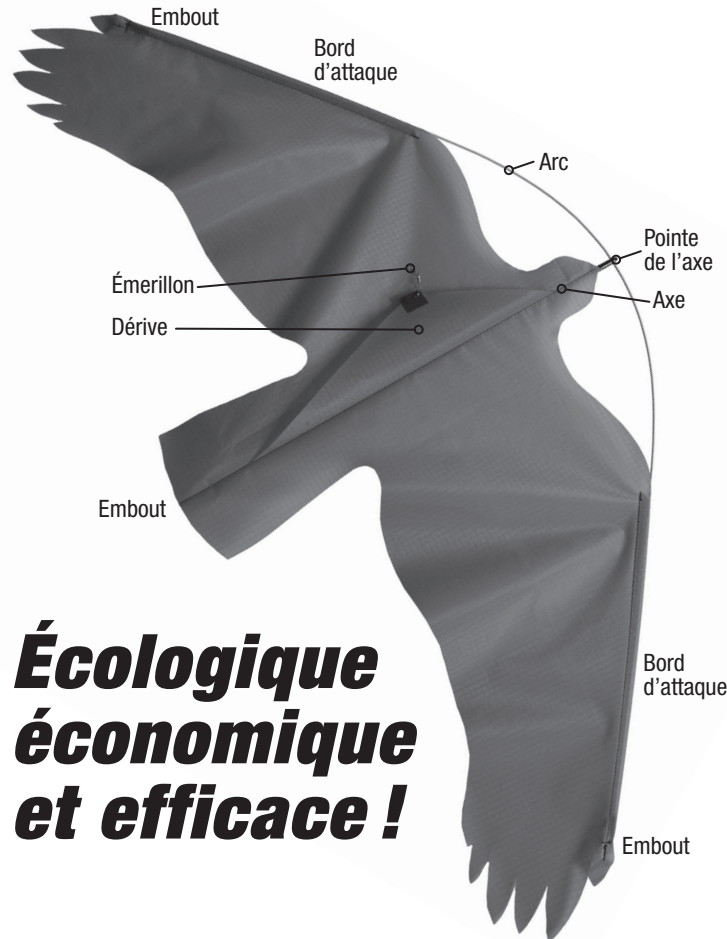 Embout
Bord
d'attaque
Arc
Pointe
de l'axe
Émerillon
Axe
Dérive
Embout
Écologique
économique
et efficace !
Bord
d'attaque
Embout